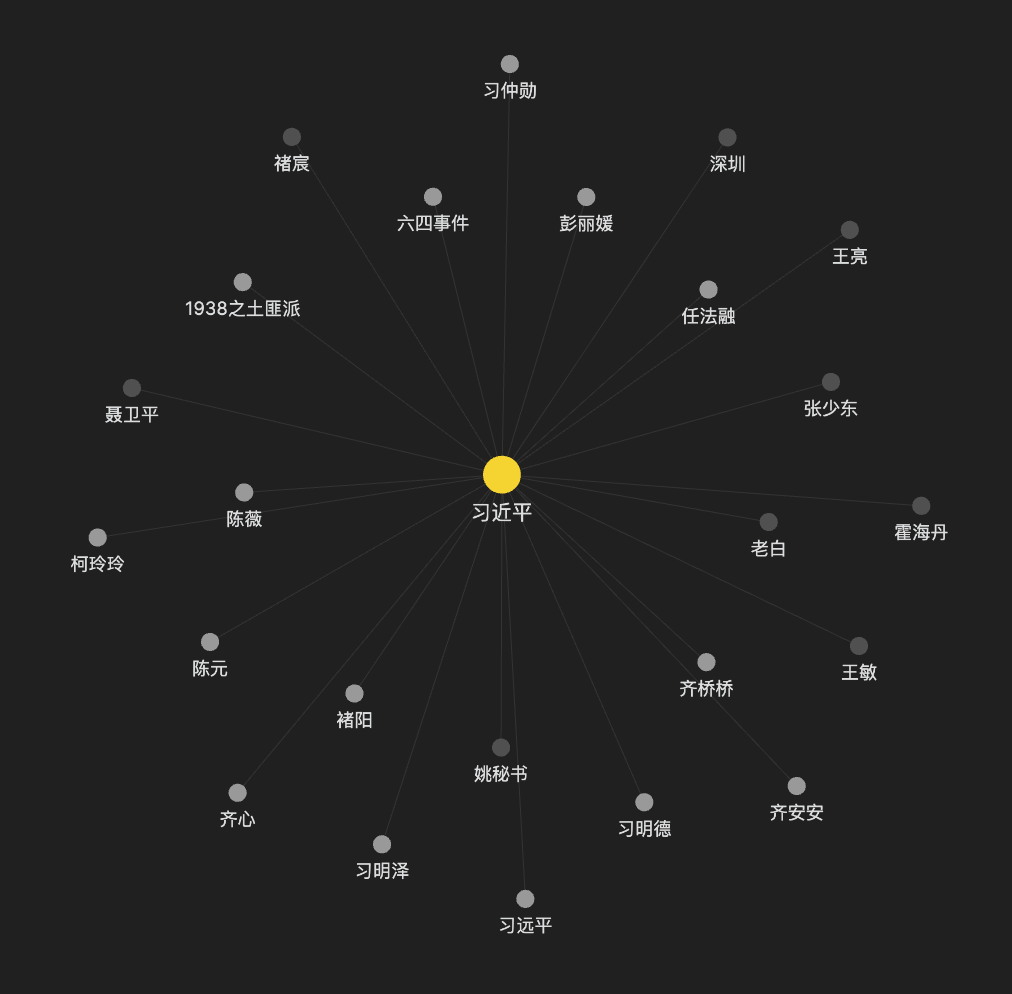 习仲勋
褚宸
深圳
六四事件
彭丽媛
王亮
1938之土匪派
任法融
聂卫平
张少东
习近平
陈薇
霍海丹
老白
柯玲玲
陈元
王敏
齐桥桥
褚阳
姚秘书
齐心
习明德
齐安安
习明泽
习远平